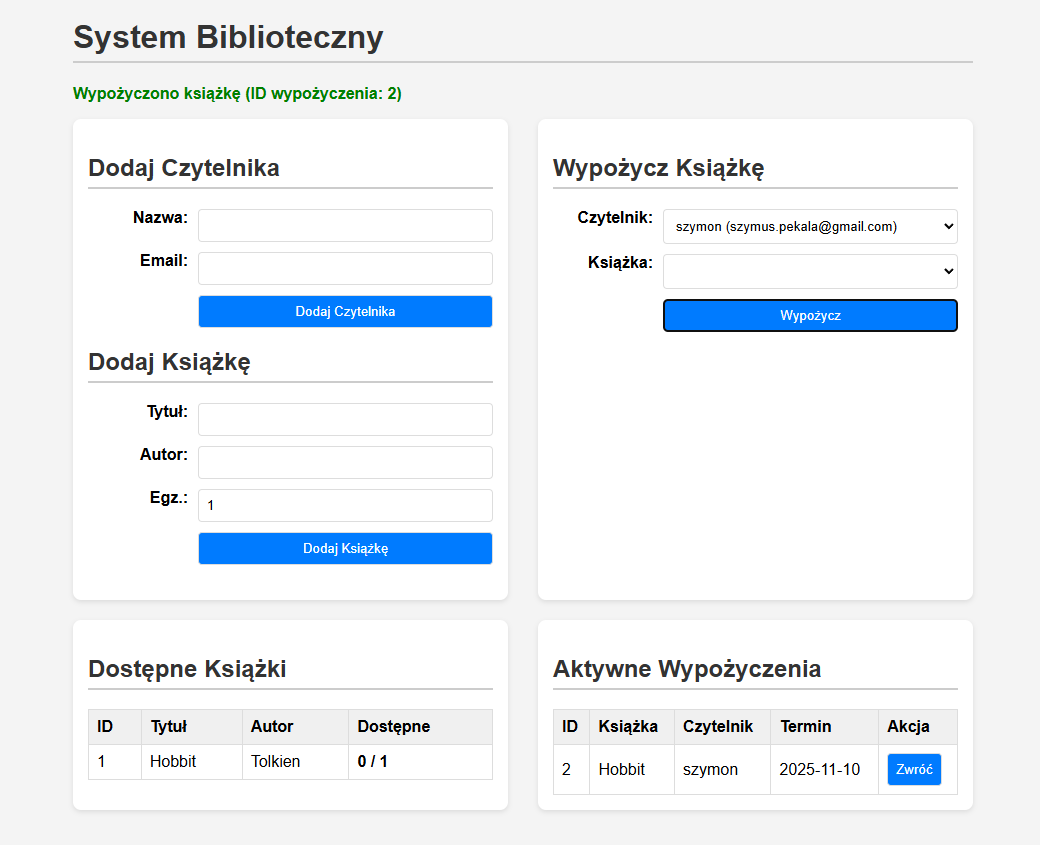 System Biblioteczny
Wypożyczono książkę (ID wypożyczenia: 2)
Dodaj Czytelnika
Nazwa:
Email:
Dodaj Czytelnika
Dodaj Książkę
Tytuł:
Autor:
Egz.: 1
Dodaj Książkę
Wypożycz Książkę
Czytelnik: szymon (szymus.pekala@gmail.com)
Książka:
Wypożycz
Dostępne Książki
ID Tytuł Autor Dostępne
1 Hobbit Tolkien 0 / 1
Aktywne Wypożyczenia
ID Książka Czytelnik Termin Akcja
2 Hobbit szymon 2025-11-10 Zwróć